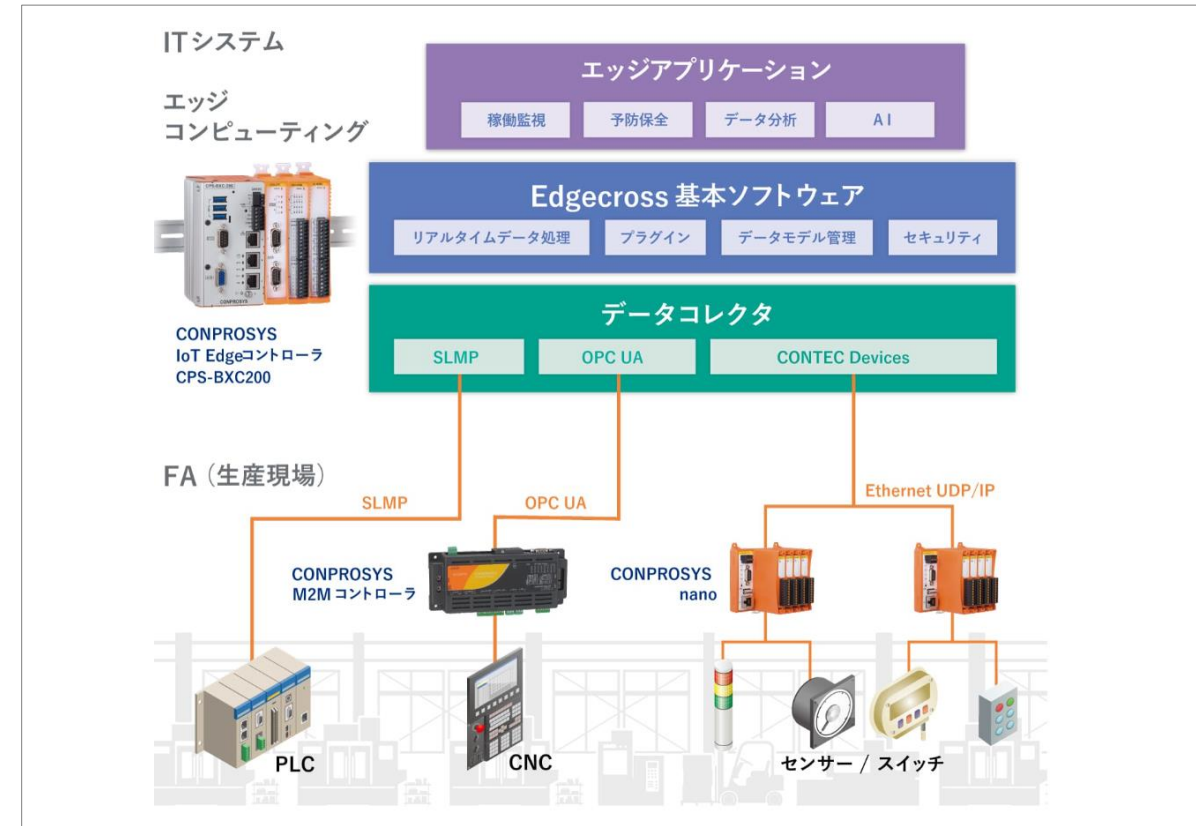 ITシステム
エッジアプリケーション
エッジ
コンピューティング
稼働監視
予防保全
データ分析
AI
Edgecross 基本ソフトウェア
リアルタイムデータ処理
プラグイン
データモデル管理
セキュリティ
CONPROSYS
IoT Edgeコントローラ
CPS-BXC200
データコレクタ
SLMP
OPC UA
CONTEC Devices
FA（生産現場）
SLMP
OPC UA
Ethernet UDP/IP
CONPROSYS
M2M コントローラ
CONPROSYS
nano
PLC
CNC
センサー / スイッチ